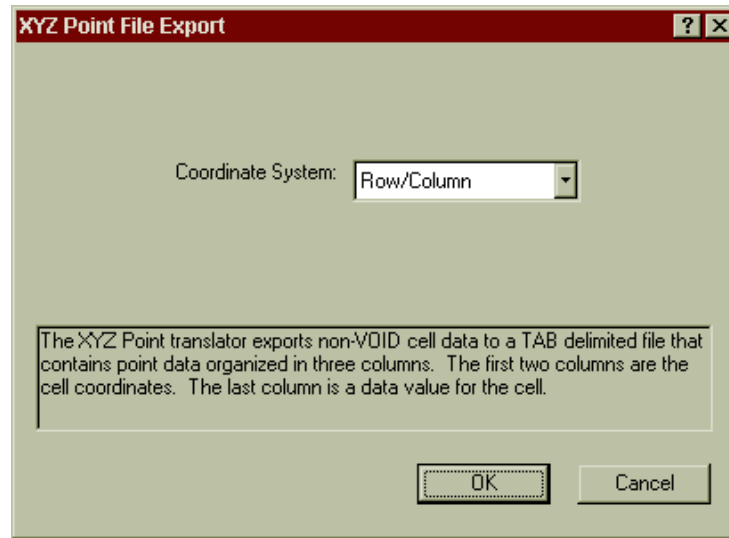 XYZ Point File Export
Coordinate System: Row/Column
The XYZ Point translator exports non-VOID cell data to a TAB delimited file that
contains point data organized in three columns.  The first two columns are the
cell coordinates.  The last column is a data value for the cell.
OK Cancel